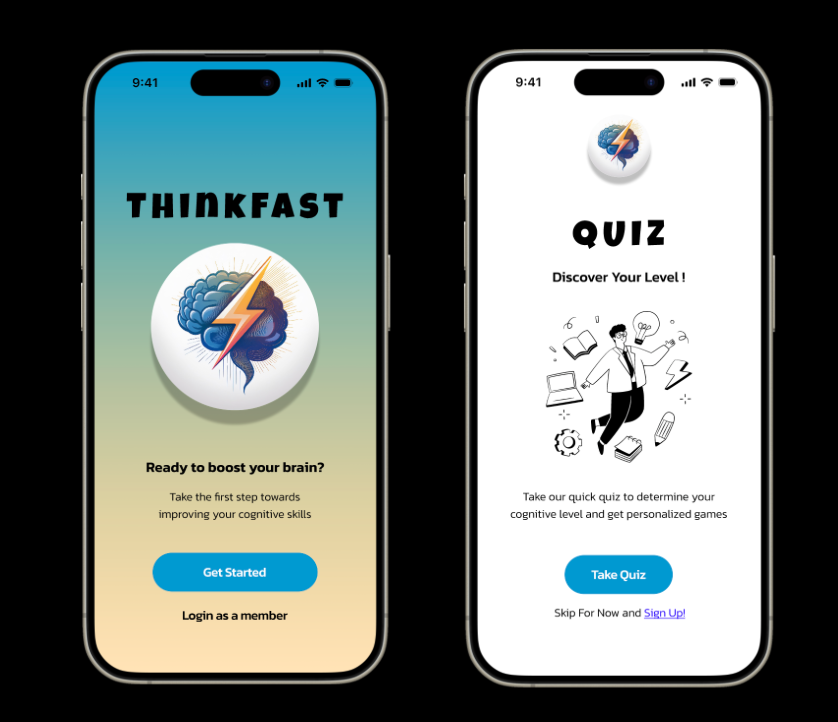 9:41
THINKFAST
Ready to boost your brain?
Take the first step towards
improving your cognitive skills
Get Started
Login as a member
9:41
QUIZ
Discover Your Level !
Take our quick quiz to determine your
cognitive level and get personalized games
Take Quiz
Skip For Now and Sign Up!